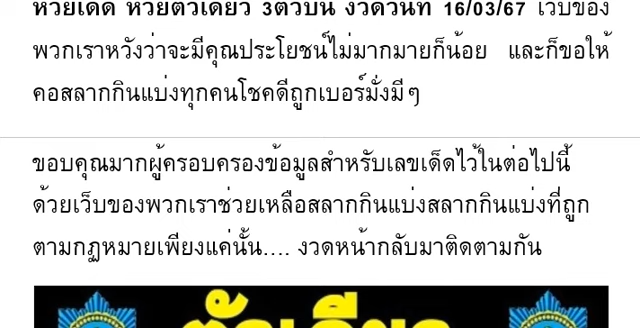 หวยเด็ด หวยตัวเดียว 3ตัวบน งวดวันที่ 16/03/67 เว็บของ
พวกเราหวังว่าจะมีคุณประโยชน์ไม่มากมายก็น้อย และก็ขอให้
คอสลากกินแบ่งทุกคนโชคดีถูกเบอร์มั่งมีๆ
ขอบคุณมากผู้ครอบครองข้อมูลสำหรับเลขเด็ดไว้ในต่อไปนี้
ด้วยเว็บของพวกเราช่วยเหลือสลากกินแบ่งสลากกินแบ่งที่ถูก
ตามกฏหมายเพียงแค่นั้น.... งวดหน้ากลับมาติดตามกัน